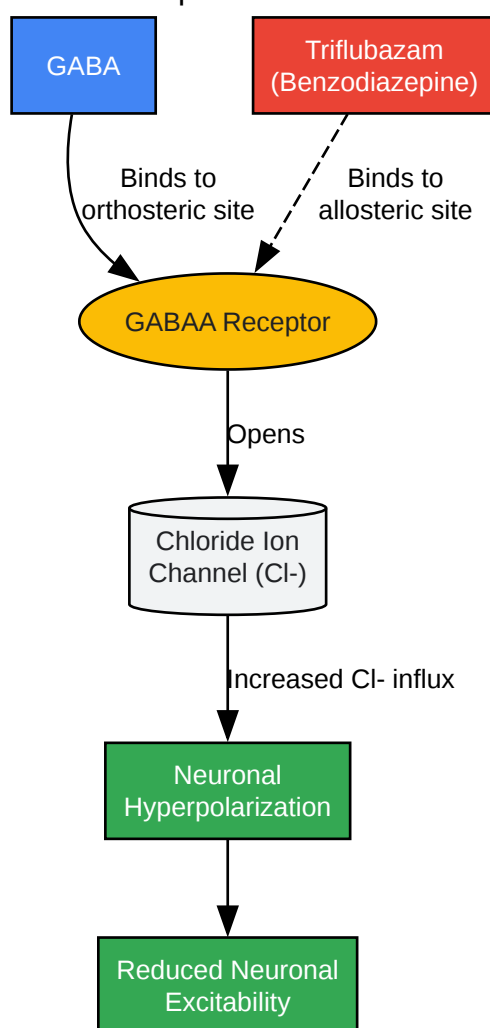 GABA
Triflubazam
(Benzodiazepine)
Binds to
orthosteric site
Binds to
allosteric site
GABAA Receptor
Opens
Chloride Ion
Channel (Cl-)
Increased Cl- influx
Neuronal
Hyperpolarization
Reduced Neuronal
Excitability